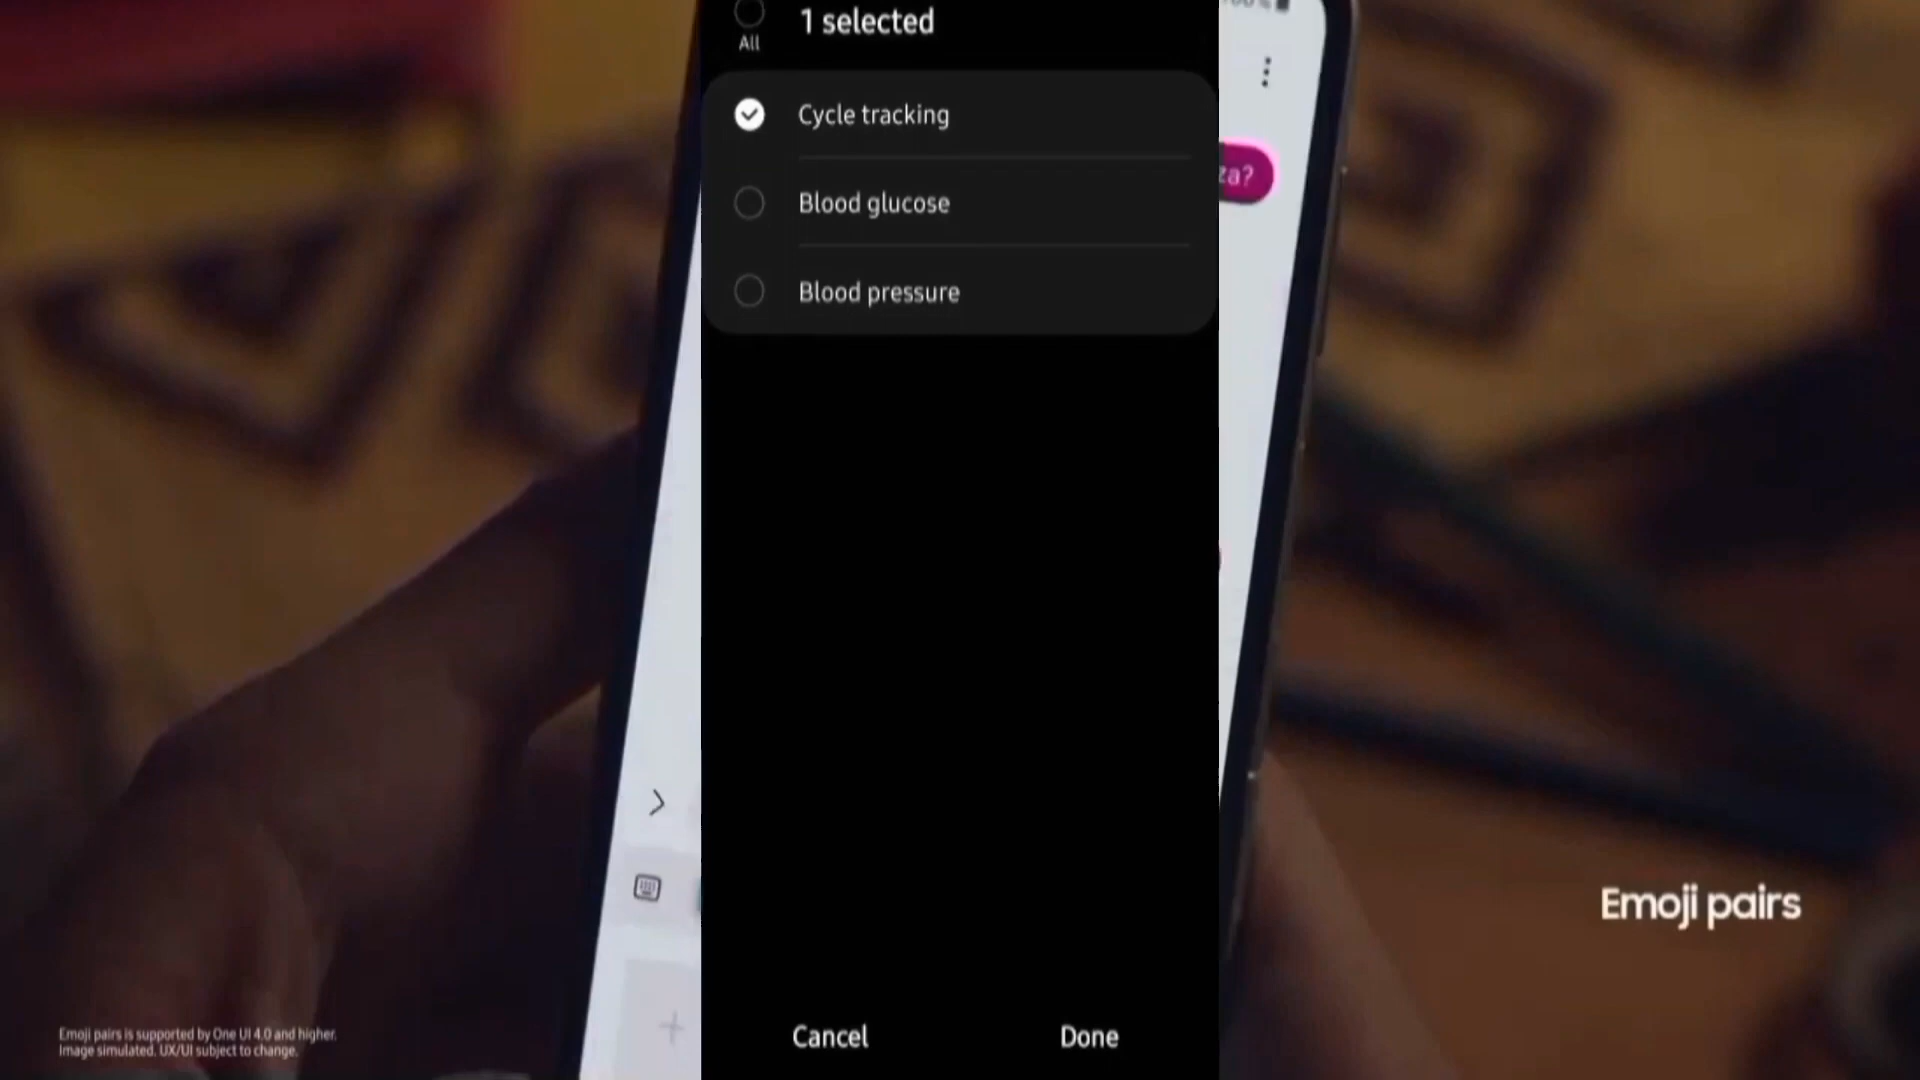 1 selected
All
Cycle tracking
za?
Blood glucose
Blood pressure
Emoji pairs
Cancel
Done
Emoji pairs is supported by One UI 4.0 and higher.
Image simulated. UX/UI subject to change.